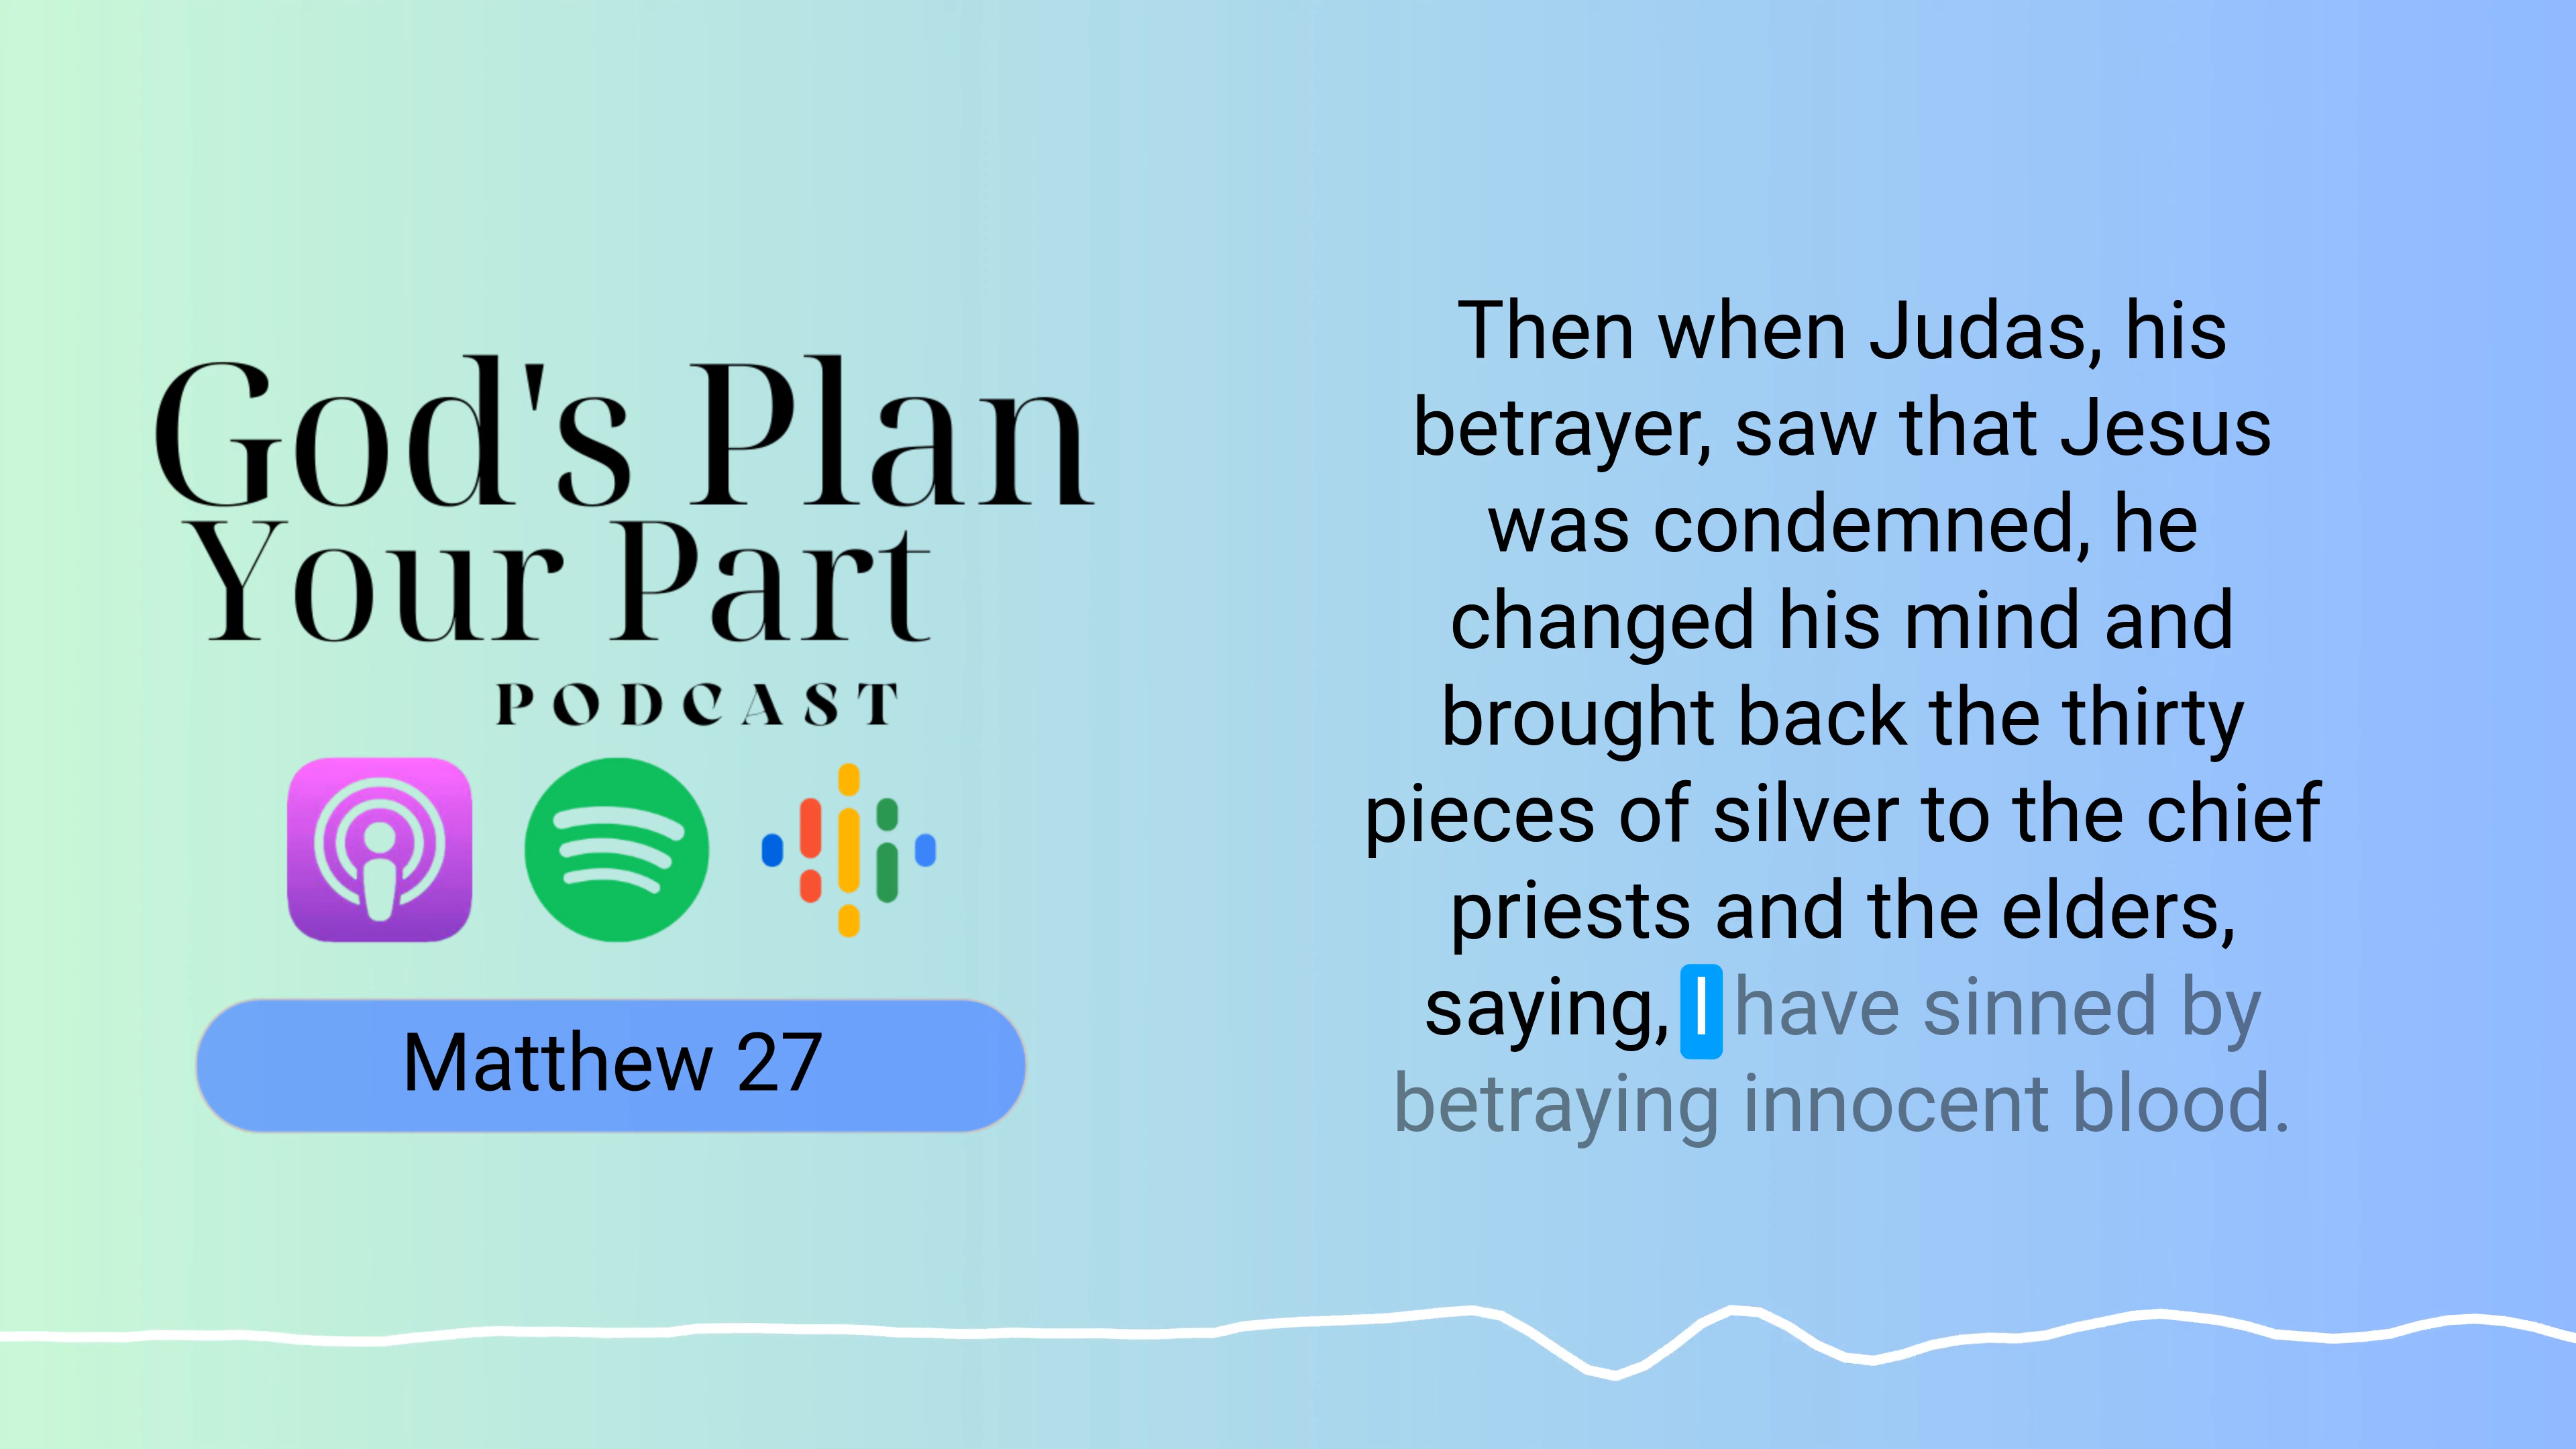 God's Plan
Your Part
PODCAST
Matthew 27
Then when Judas, his
betrayer, saw that Jesus
was condemned, he
changed his mind and
brought back the thirty
pieces of silver to the chief
priests and the elders,
saying, I have sinned by
betraying innocent blood.